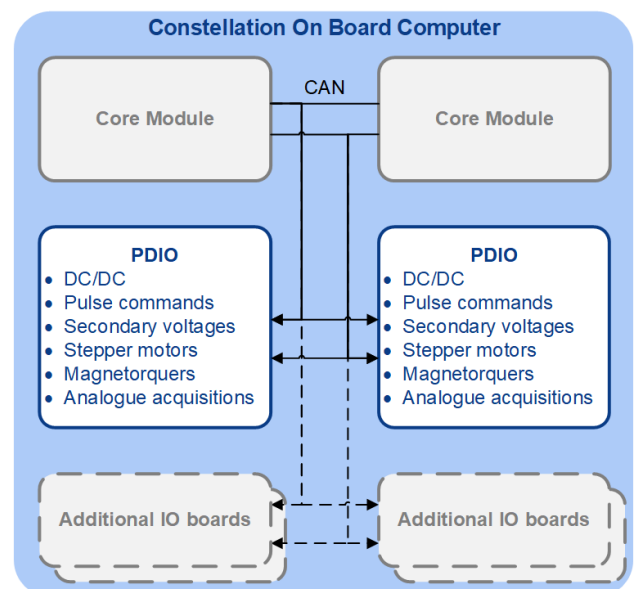 Constellation On Board Computer
CAN
Core Module
Core Module
PDIO
• DC/DC
• Pulse commands
• Secondary voltages
• Stepper motors
• Magnetorquers
• Analogue acquisitions
PDIO
• DC/DC
• Pulse commands
• Secondary voltages
• Stepper motors
• Magnetorquers
• Analogue acquisitions
Additional IO boards
Additional IO boards